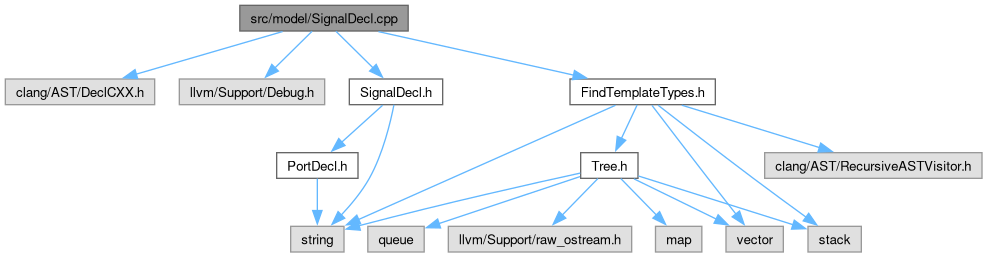 src/model/SignalDecl.cpp
clang/AST/DeclCXX.h
llvm/Support/Debug.h
SignalDecl.h
FindTemplateTypes.h
PortDecl.h
Tree.h
clang/AST/RecursiveASTVisitor.h
string
queue
llvm/Support/raw_ostream.h
map
vector
stack